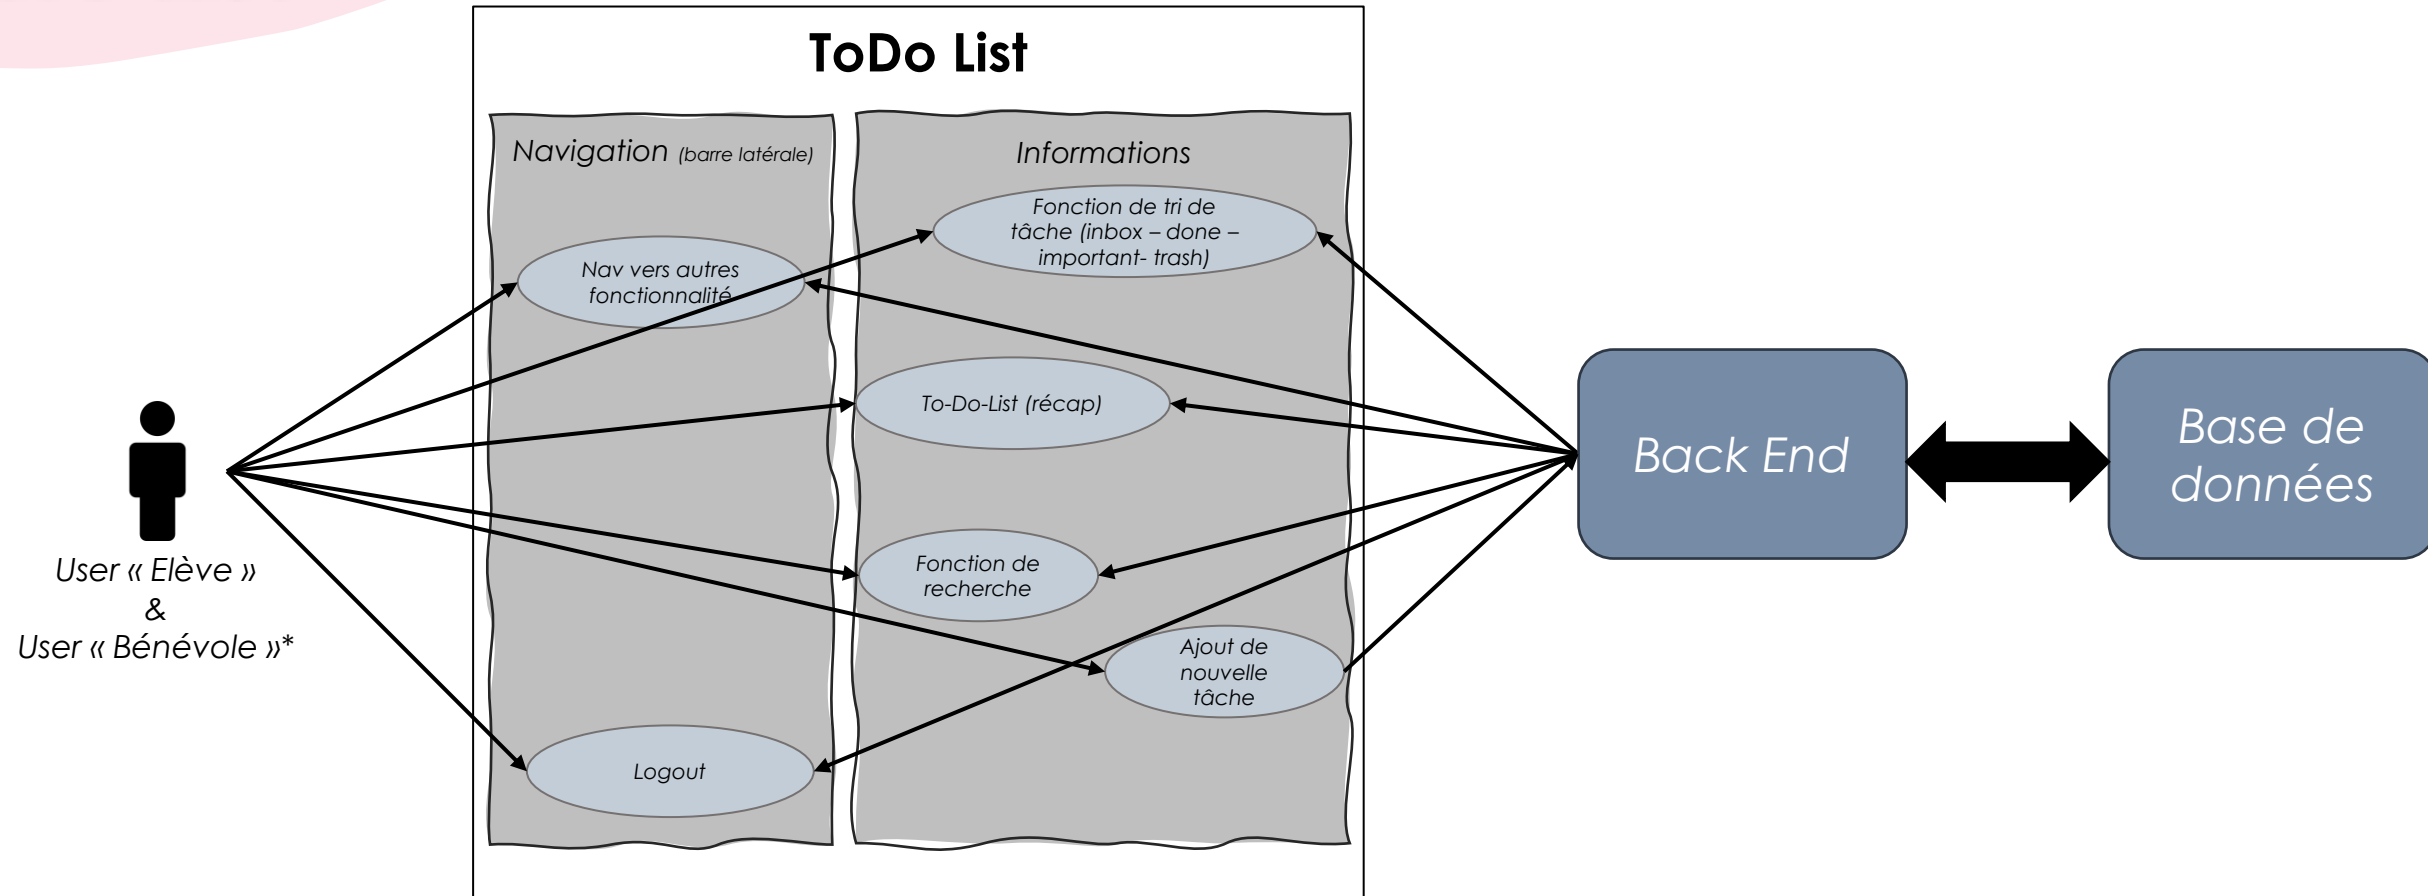 ToDo List
Navigation (barre latérale)
Informations
Fonction de tri de
tâche (inbox – done –
important- trash)
Nav vers autres
fonctionnalité
To-Do-List (récap)
Fonction de
recherche
Ajout de
nouvelle
tâche
Logout
User « Elève »
&
User « Bénévole »*
Back End
Base de
données